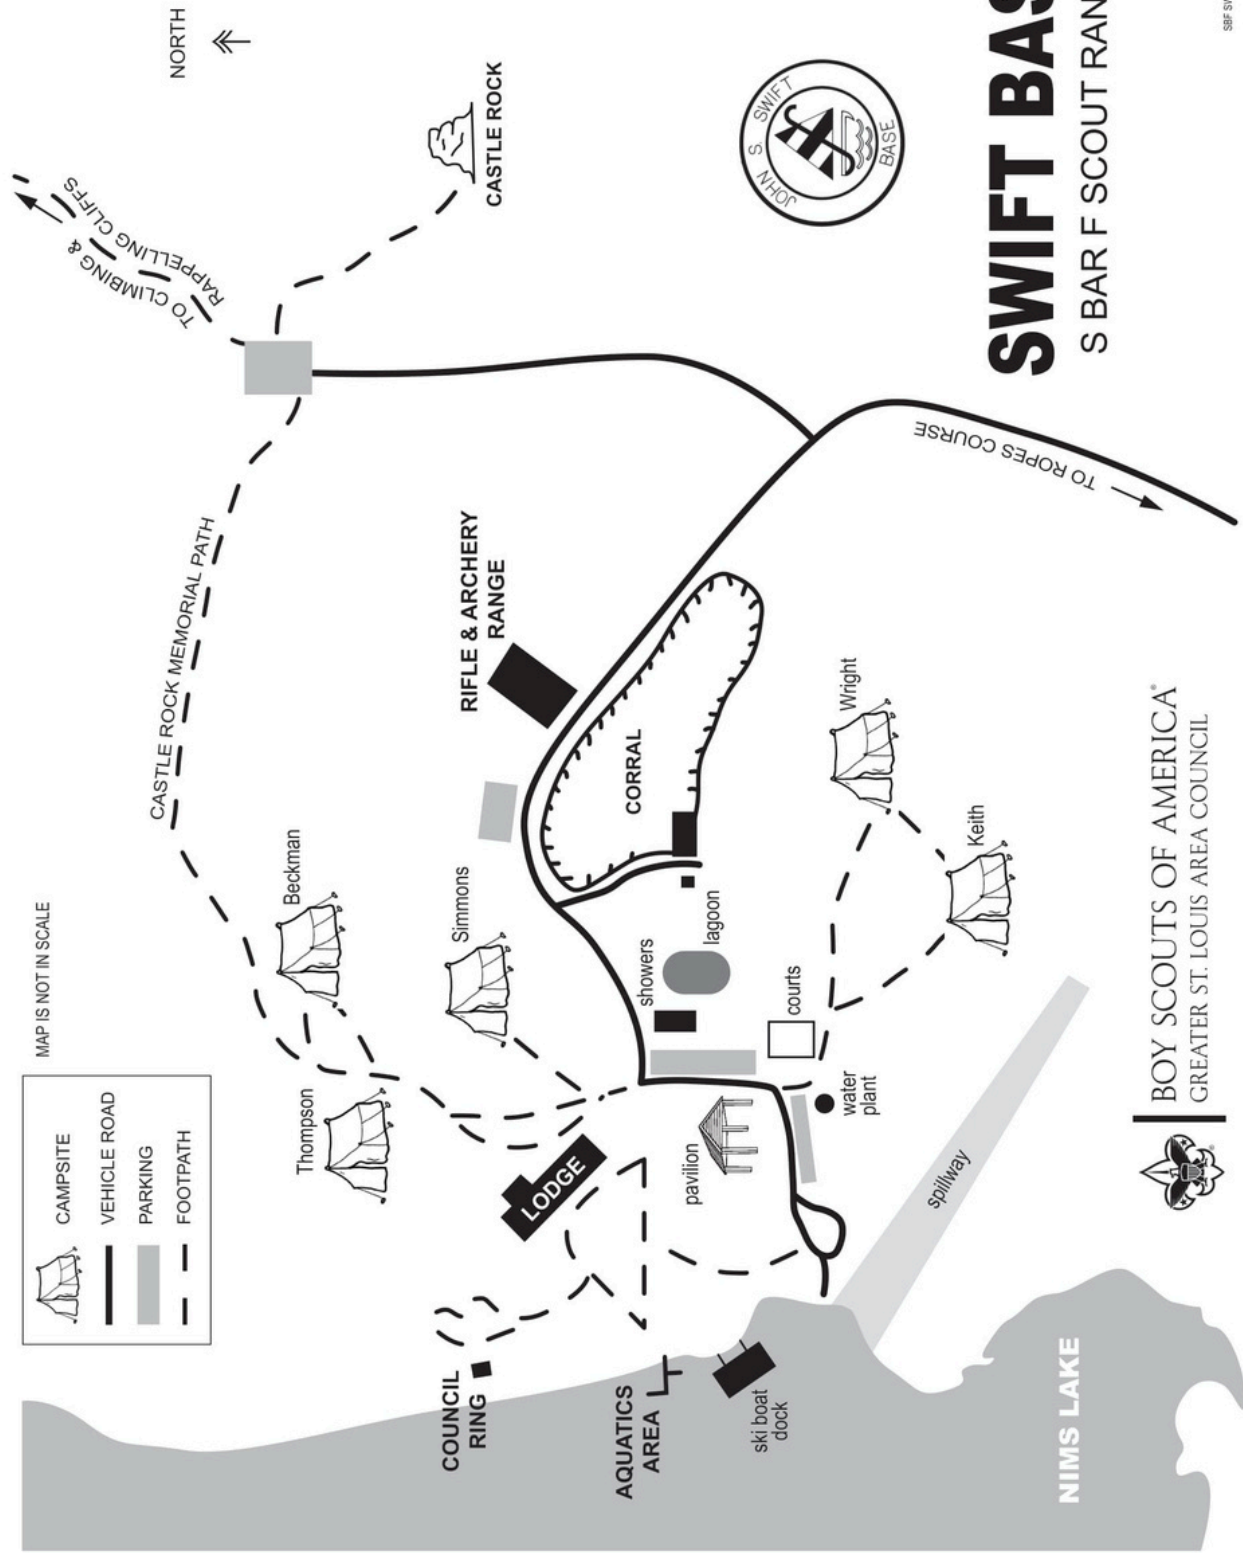 MAP IS NOT IN SCALE
CAMPSITE
VEHICLE ROAD
PARKING
FOOTPATH
NORTH
TO CLIMBING &
RAPPELLING CLIFFS
CASTLE ROCK MEMORIAL PATH
CASTLE ROCK
Thompson
Beckman
Simmons
RIFLE & ARCHERY
RANGE
COUNCIL
RING
LODGE
CORRAL
AQUATICS
AREA
showers
lagoon
pavilion
ski boat
dock
courts
water
plant
Wright
Keith
TO ROPES COURSE
spillway
NIMS LAKE
JOHN S. SWIFT
BASE
SWIFT BAS
S BAR F SCOUT RAN
BOY SCOUTS OF AMERICA®
GREATER ST. LOUIS AREA COUNCIL